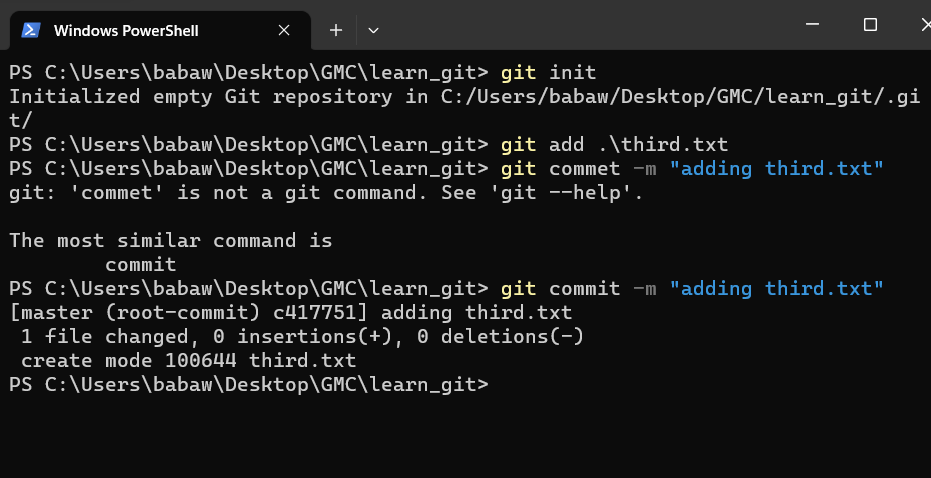 Windows PowerShell
PS C:\Users\babaw\Desktop\GMC\learn_git> git init
Initialized empty Git repository in C:/Users/babaw/Desktop/GMC/learn_git/.gi
t/
PS C:\Users\babaw\Desktop\GMC\learn_git> git add .\third.txt
PS C:\Users\babaw\Desktop\GMC\learn_git> git commet -m "adding third.txt"
git: 'commet' is not a git command. See 'git --help'.

The most similar command is
        commit
PS C:\Users\babaw\Desktop\GMC\learn_git> git commit -m "adding third.txt"
[master (root-commit) c417751] adding third.txt
 1 file changed, 0 insertions(+), 0 deletions(-)
 create mode 100644 third.txt
PS C:\Users\babaw\Desktop\GMC\learn_git>